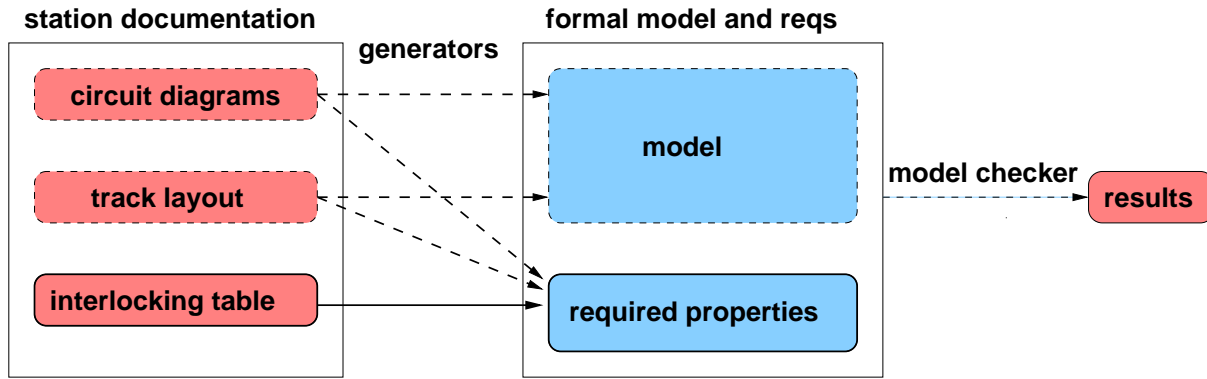 station documentation
formal model and reqs
generators
circuit diagrams
model
track layout
model checker
results
interlocking table
required properties